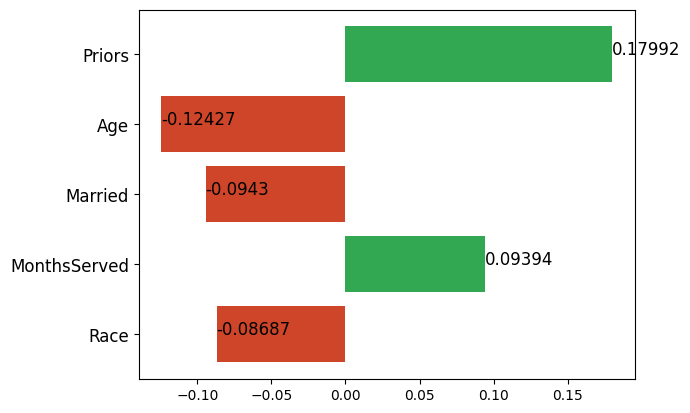 Priors 0.17992
Age -0.12427
Married -0.0943
MonthsServed 0.09394
Race -0.08687
−0.10 −0.05 0.00 0.05 0.10 0.15